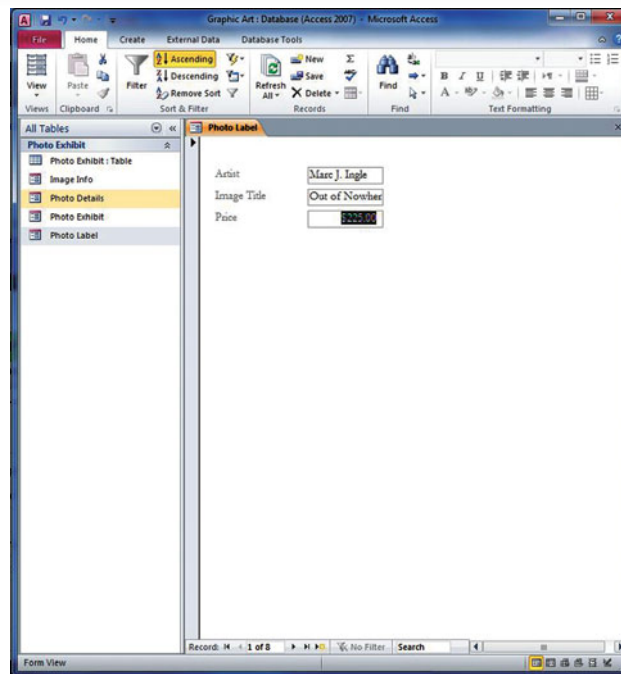 Graphic Art : Database (Access 2007) - Microsoft Access
File Home Create External Data Database Tools
View
Paste
Filter
Ascending
Descending
Remove Sort
Refresh All
New
Save
Delete
Σ
Find
B I U
A
Views Clipboard Sort & Filter Records Find Text Formatting
All Tables
Photo Label
Photo Exhibit
Photo Exhibit : Table
Image Info
Photo Details
Photo Exhibit
Photo Label
Artist Marc J. Ingle
Image Title Out of Nowher
Price $225.00
Record: 1 of 8 No Filter Search
Form View